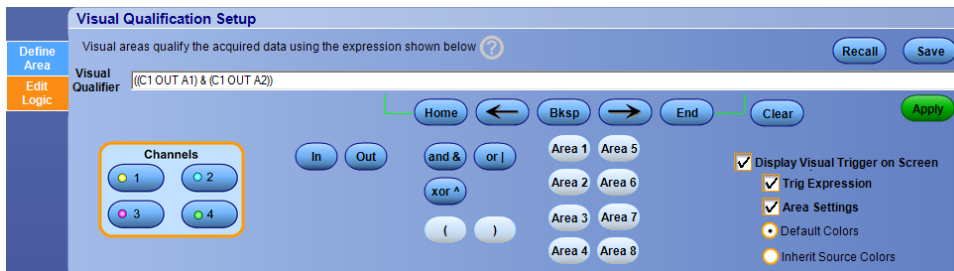 Visual Qualification Setup
Define
Area
Edit
Logic
Visual areas qualify the acquired data using the expression shown below ?
Recall
Save
Visual
Qualifier
((C1 OUT A1) & (C1 OUT A2))
Home
←
Bksp
→
End
Clear
Apply
Channels
1
2
3
4
In
Out
and &
or |
xor ^
(
)
Area 1
Area 5
Area 2
Area 6
Area 3
Area 7
Area 4
Area 8
Display Visual Trigger on Screen
Trig Expression
Area Settings
Default Colors
Inherit Source Colors